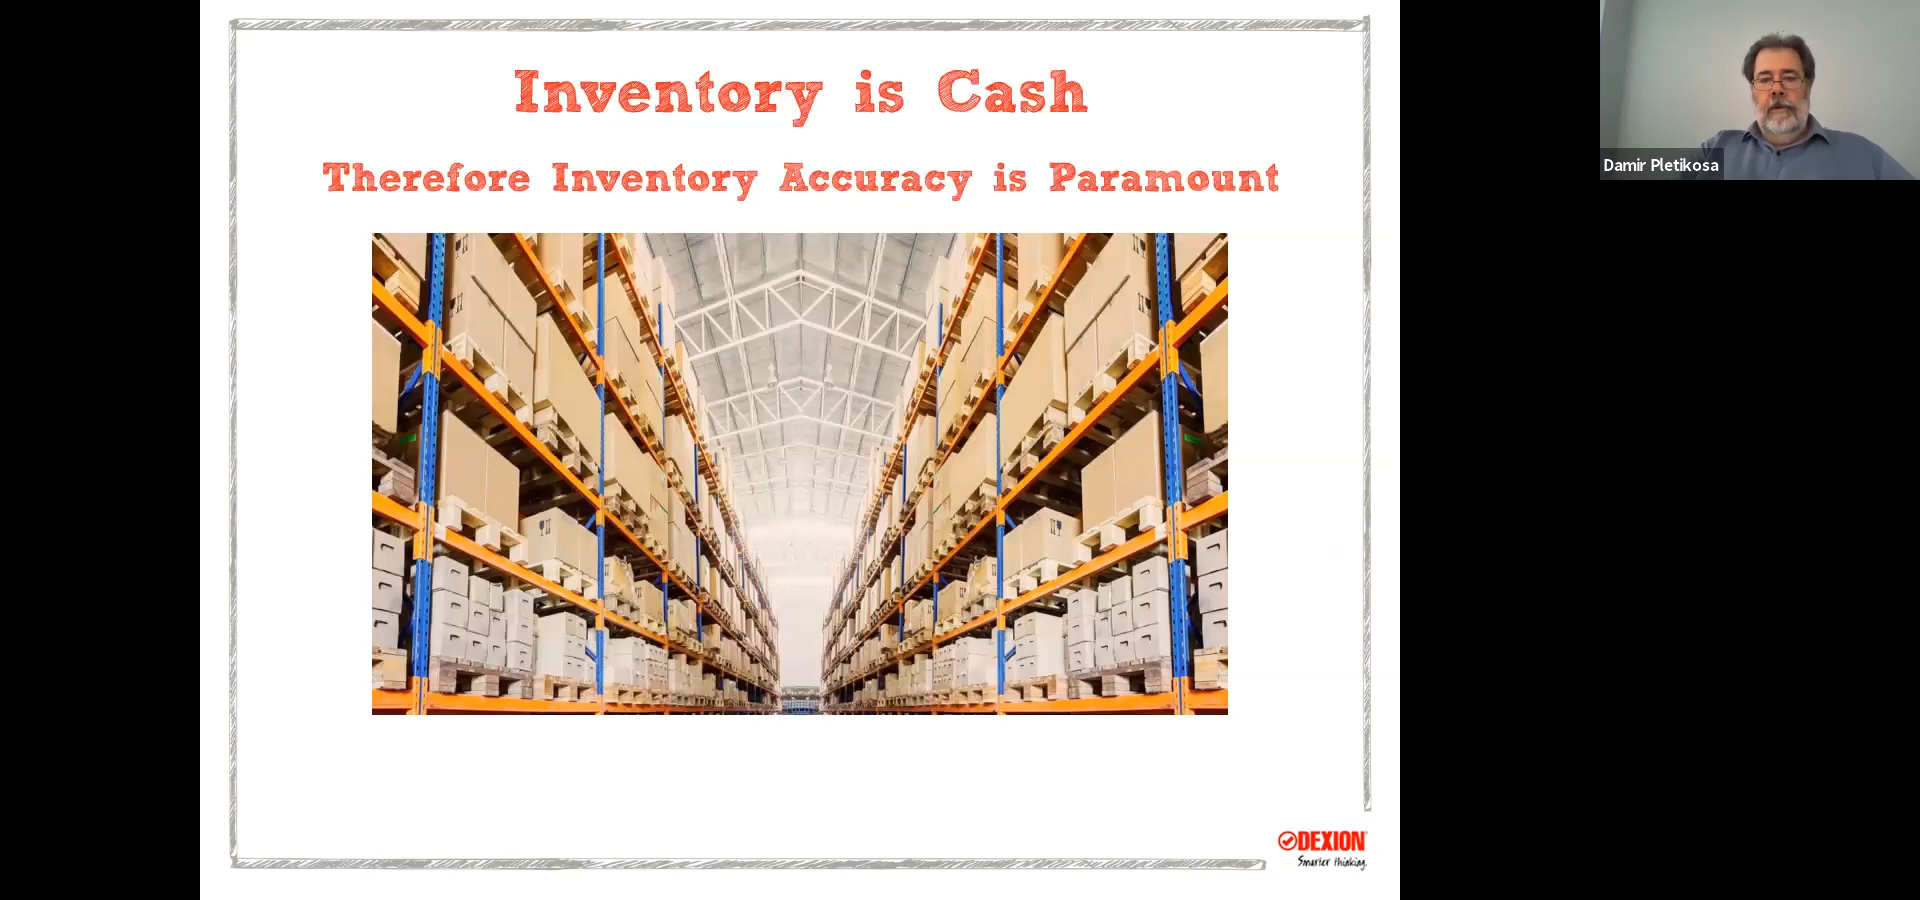 Inventory is Cash
Therefore Inventory Accuracy is Paramount
DEXION
Smarter thinking.
Damir Pletikosa